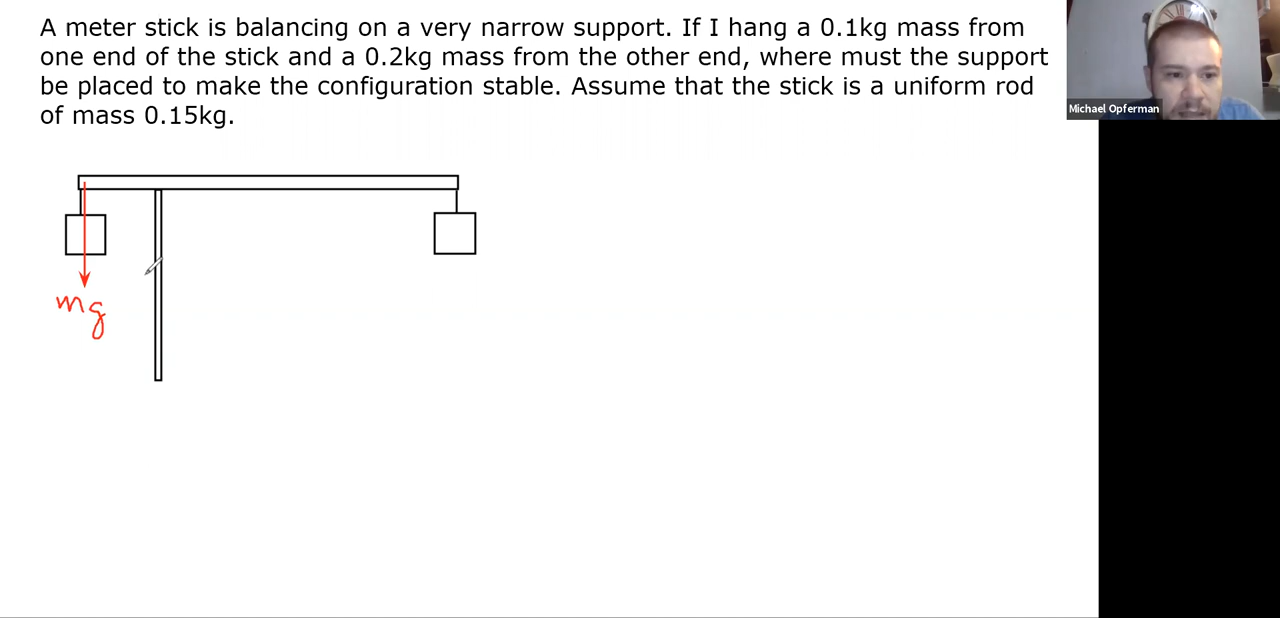 A meter stick is balancing on a very narrow support. If I hang a 0.1kg mass from
one end of the stick and a 0.2kg mass from the other end, where must the support
be placed to make the configuration stable. Assume that the stick is a uniform rod
of mass 0.15kg.
Michael Opferman
mg